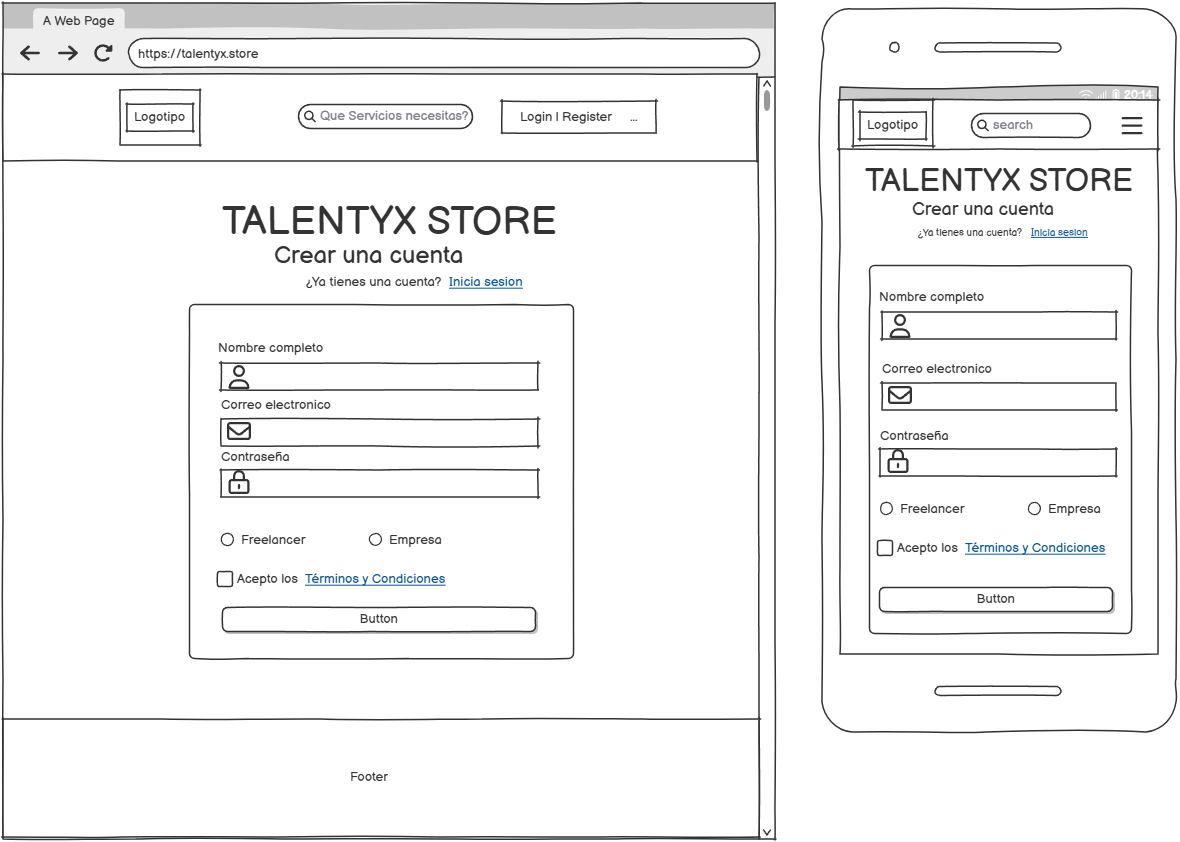 A Web Page
https://talentyx.store
Logotipo
Que Servicios necesitas?
Login | Register ...
TALENTYX STORE
Crear una cuenta
¿Ya tienes una cuenta? Inicia sesion
Nombre completo
Correo electronico
Contraseña
Freelancer Empresa
Acepto los Términos y Condiciones
Button
Footer
20:14
Logotipo
search
TALENTYX STORE
Crear una cuenta
¿Ya tienes una cuenta? Inicia sesion
Nombre completo
Correo electronico
Contraseña
Freelancer Empresa
Acepto los Términos y Condiciones
Button